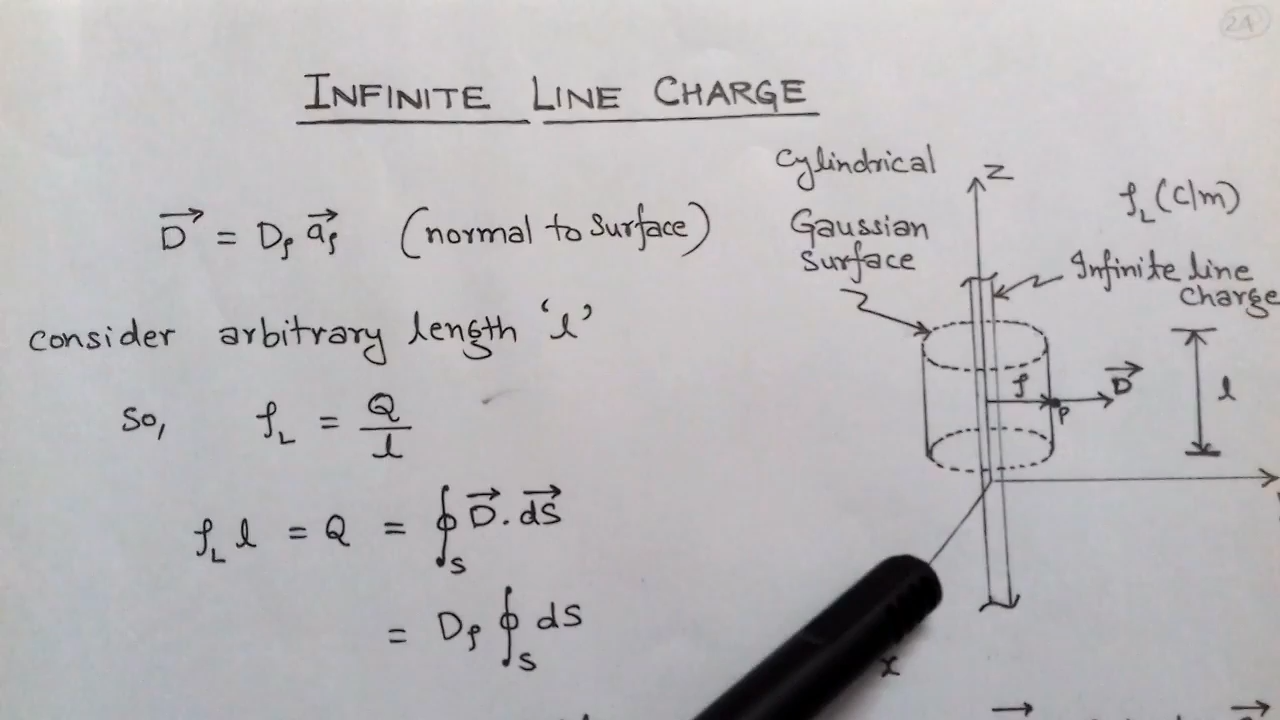 24
INFINITE LINE CHARGE
D⃗ = Dρ a⃗ρ (normal to Surface)
consider arbitrary length 'l'
So, ρL = Q/l
ρL l = Q = ∮S D⃗ . dS⃗
= Dρ ∮S dS
Cylindrical
Gaussian
Surface
Z
ρL (C/m)
Infinite line
Charge
ρ
D⃗
P
l
x